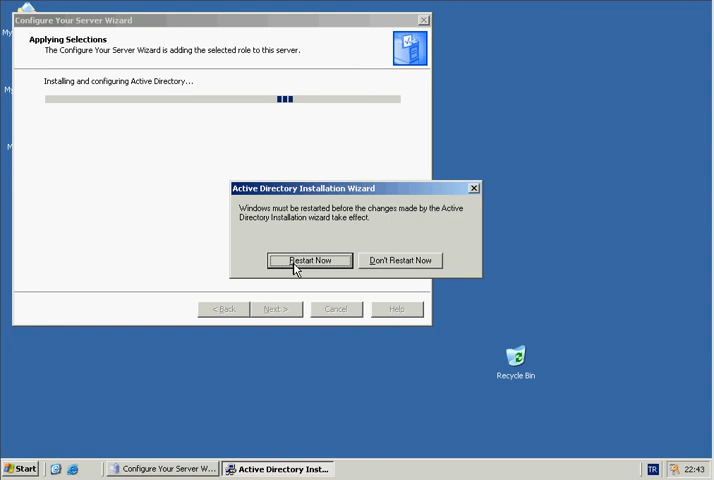 Configure Your Server Wizard
My
Applying Selections
The Configure Your Server Wizard is adding the selected role to this server.
Installing and configuring Active Directory...
My
M
Active Directory Installation Wizard
Windows must be restarted before the changes made by the Active
Directory Installation wizard take effect.
Restart Now
Don't Restart Now
< Back
Next >
Cancel
Help
Recycle Bin
Start
Configure Your Server W...
Active Directory Inst...
TR
22:43